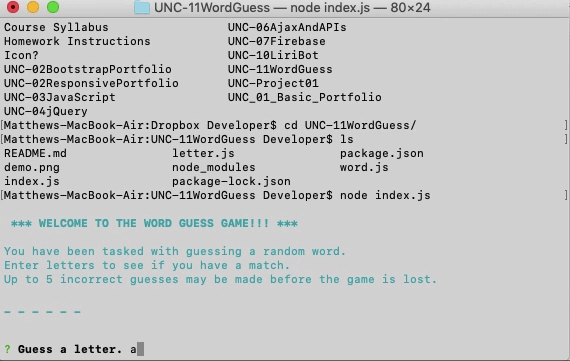 UNC-11WordGuess — node index.js — 80×24
Course Syllabus UNC-06AjaxAndAPIs
Homework Instructions UNC-07Firebase
Icon? UNC-10LiriBot
UNC-02BootstrapPortfolio UNC-11WordGuess
UNC-02ResponsivePortfolio UNC-Project01
UNC-03JavaScript UNC_01_Basic_Portfolio
UNC-04jQuery
[Matthews-MacBook-Air:Dropbox Developer$ cd UNC-11WordGuess/ ]
[Matthews-MacBook-Air:UNC-11WordGuess Developer$ ls ]
README.md letter.js package.json
demo.png node_modules word.js
index.js package-lock.json
[Matthews-MacBook-Air:UNC-11WordGuess Developer$ node index.js ]
*** WELCOME TO THE WORD GUESS GAME!!! ***
You have been tasked with guessing a random word.
Enter letters to see if you have a match.
Up to 5 incorrect guesses may be made before the game is lost.
_ _ _ _ _ _
? Guess a letter. a